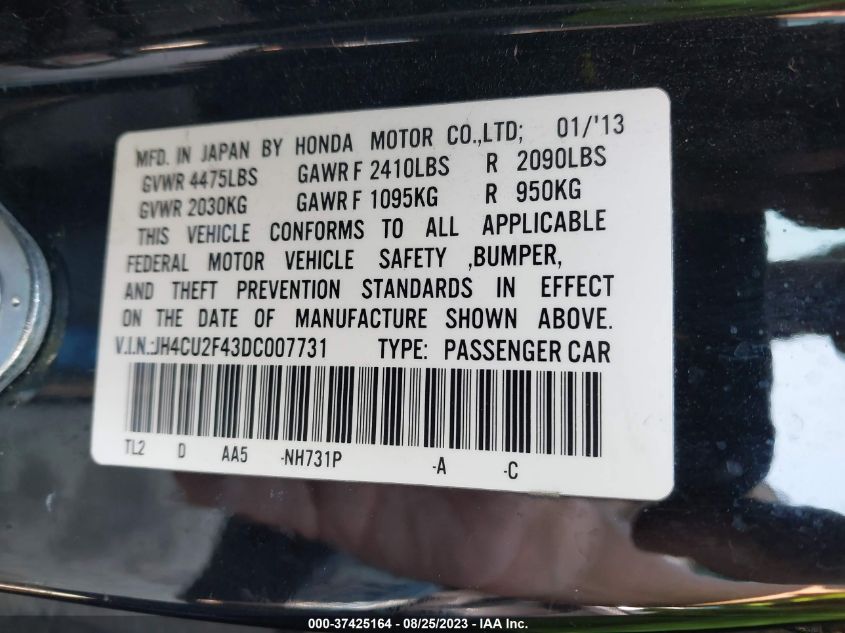 MFD. IN JAPAN BY HONDA MOTOR CO.,LTD; 01/'13
GVWR 4475LBS GAWR F 2410LBS R 2090LBS
GVWR 2030KG GAWR F 1095KG R 950KG
THIS VEHICLE CONFORMS TO ALL APPLICABLE
FEDERAL MOTOR VEHICLE SAFETY ,BUMPER,
AND THEFT PREVENTION STANDARDS IN EFFECT
ON THE DATE OF MANUFACTURE SHOWN ABOVE.
V.I.N.:JH4CU2F43DC007731 TYPE: PASSENGER CAR
TL2 D AA5 -NH731P -A -C
000-37425164 - 08/25/2023 - IAA Inc.